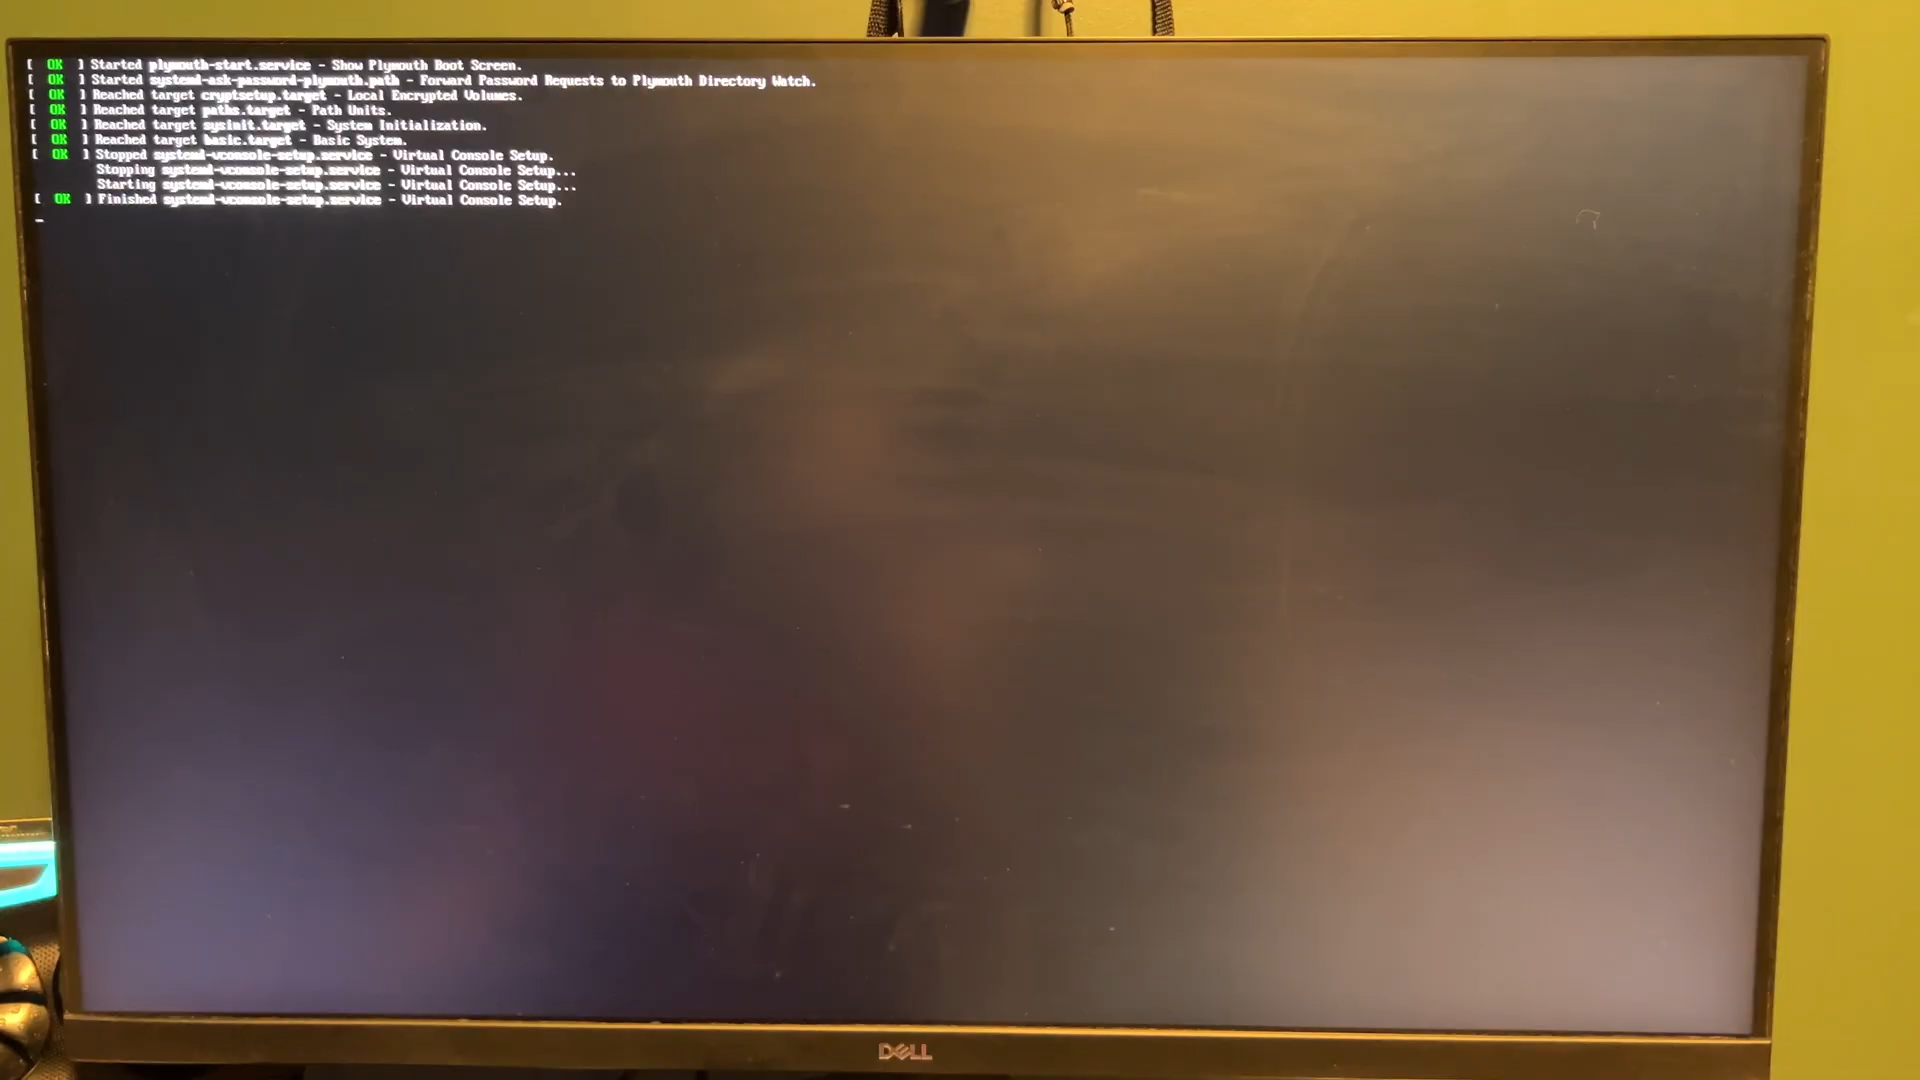 [  OK  ] Started plymouth-start.service - Show Plymouth Boot Screen.
[  OK  ] Started systemd-ask-password-plymouth.path - Forward Password Requests to Plymouth Directory Watch.
[  OK  ] Reached target cryptsetup.target - Local Encrypted Volumes.
[  OK  ] Reached target paths.target - Path Units.
[  OK  ] Reached target sysinit.target - System Initialization.
[  OK  ] Reached target basic.target - Basic System.
[  OK  ] Stopped systemd-vconsole-setup.service - Virtual Console Setup.
Stopping systemd-vconsole-setup.service - Virtual Console Setup...
Starting systemd-vconsole-setup.service - Virtual Console Setup...
[  OK  ] Finished systemd-vconsole-setup.service - Virtual Console Setup.
DELL